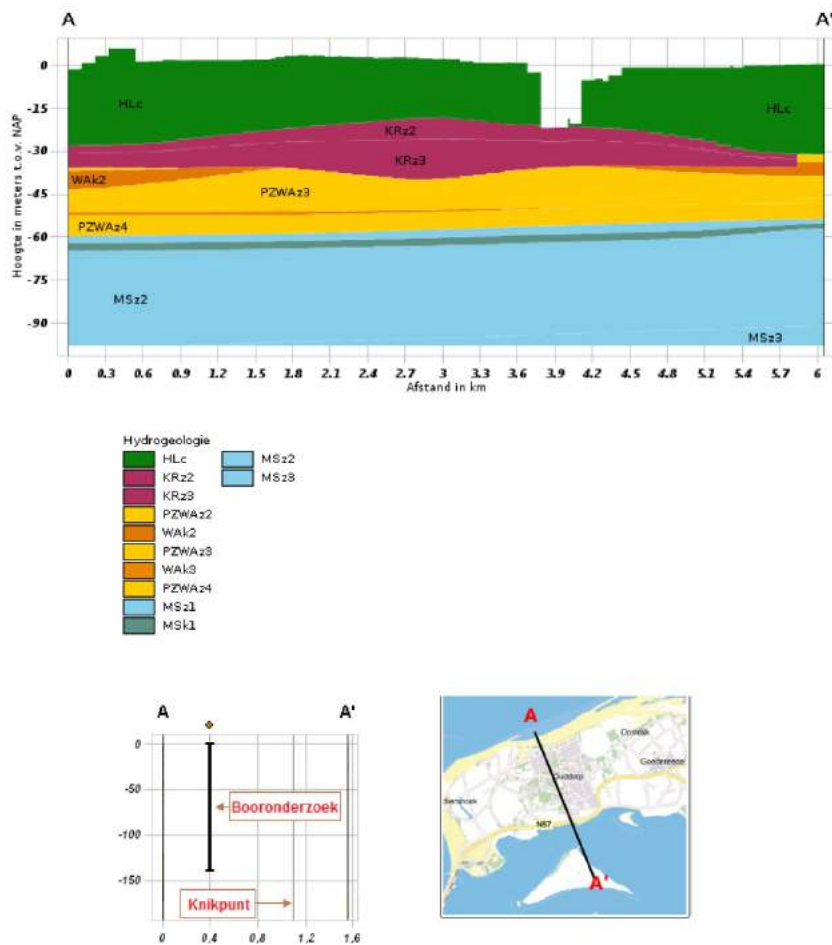 A A'
Hoogte in meters t.o.v. NAP
0
-15
-30
-45
-60
-75
-90
HLc
HLc
KRz2
KRz3
WAk2
PZWAz3
PZWAz4
MSz2
MSz3
0 0.3 0.6 0.9 1.2 1.5 1.8 2.1 2.4 2.7 3 3.3 3.6 3.9 4.2 4.5 4.8 5.1 5.4 5.7 6
Afstand in km
Hydrogeologie
HLc
KRz2
KRz3
PZWAz2
WAk2
PZWAz3
WAk3
PZWAz4
MSz1
MSk1
MSz2
MSz3
A A'
0
-50
-100
-150
Booronderzoek
Knikpunt
0 0.4 0.8 1.2 1.6
A
Oostdijk
Goedereede
Ouddorp
N57
A'